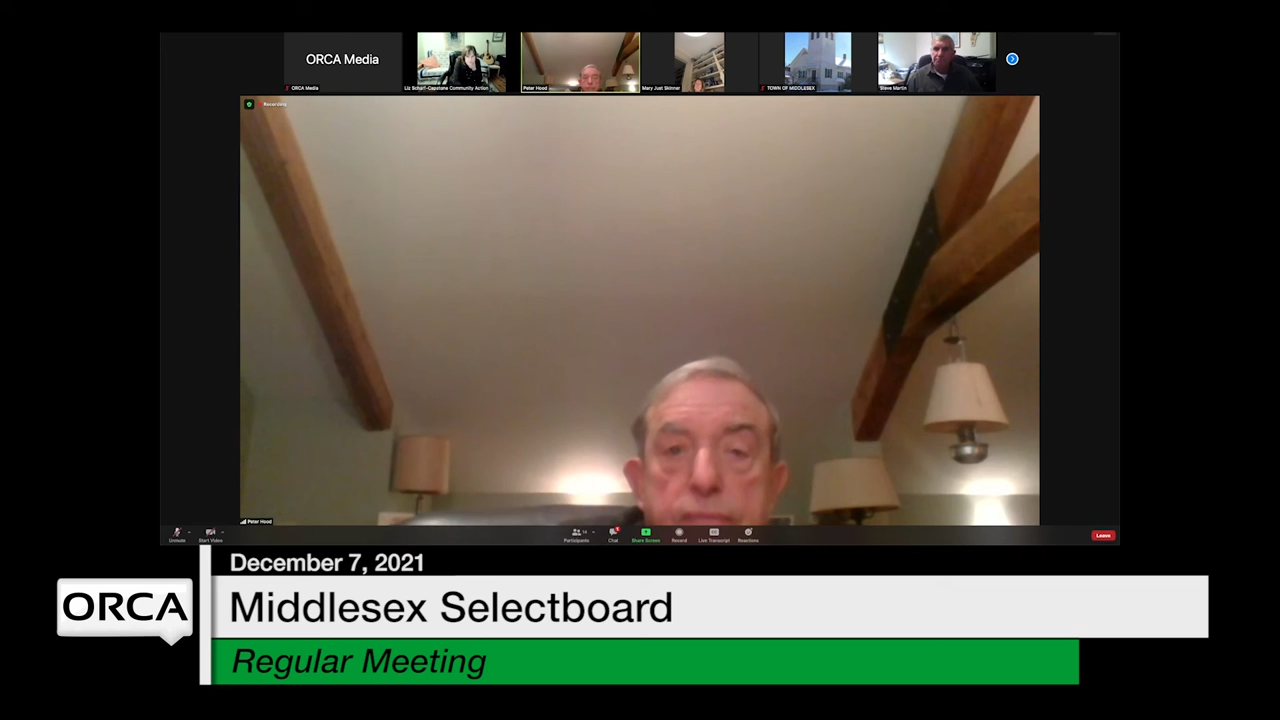 ORCA Media
ORCA Media
Liz Scharf-Capstone Community Action
Peter Hood
Mary Just Skinner
TOWN OF MIDDLESEX
Steve Martin
Recording
Peter Hood
Unmute
Start Video
Participants
14
Chat
Share Screen
Record
Live Transcript
Reactions
Leave
December 7, 2021
ORCA
Middlesex Selectboard
Regular Meeting